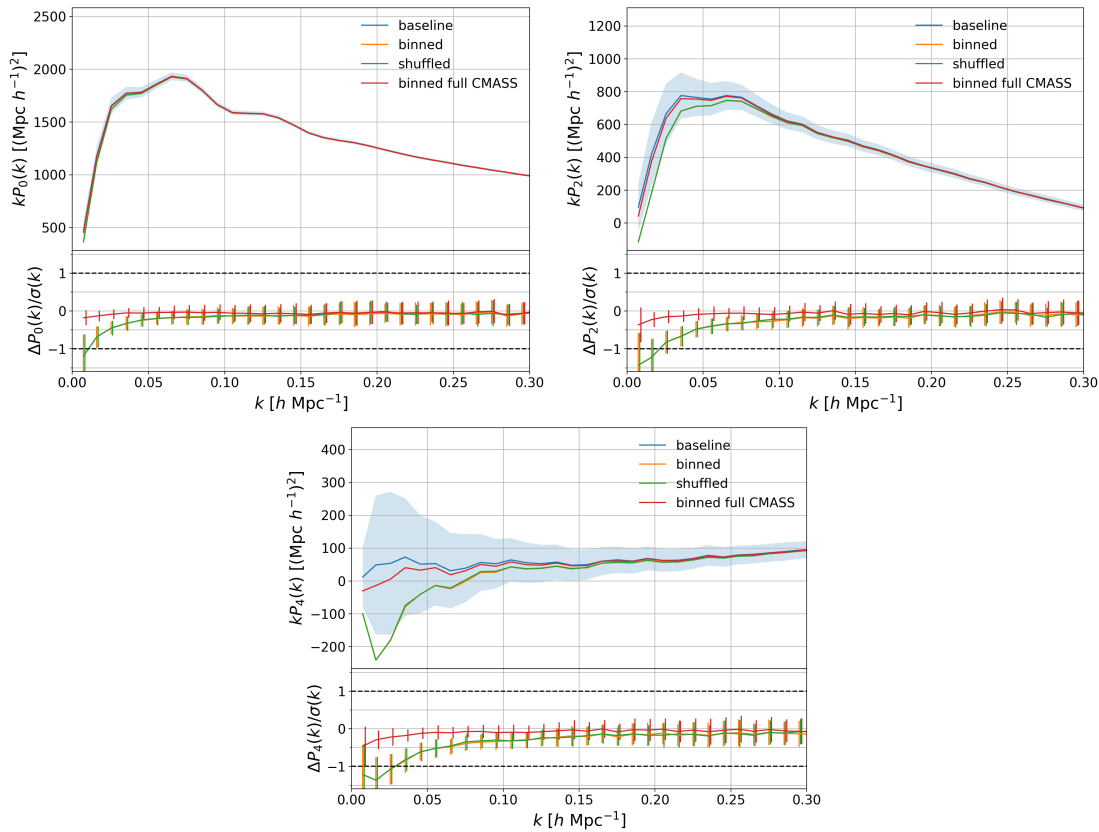 2500
2000
1500
1000
500
kP₀(k) [(Mpc h⁻¹)²]
baseline
binned
shuffled
binned full CMASS
1
0
−1
ΔP₀(k)/σ(k)
0.00 0.05 0.10 0.15 0.20 0.25 0.30
k [h Mpc⁻¹]
1200
1000
800
600
400
200
0
kP₂(k) [(Mpc h⁻¹)²]
baseline
binned
shuffled
binned full CMASS
1
0
−1
ΔP₂(k)/σ(k)
0.00 0.05 0.10 0.15 0.20 0.25 0.30
k [h Mpc⁻¹]
400
300
200
100
0
−100
−200
kP₄(k) [(Mpc h⁻¹)²]
baseline
binned
shuffled
binned full CMASS
1
0
−1
ΔP₄(k)/σ(k)
0.00 0.05 0.10 0.15 0.20 0.25 0.30
k [h Mpc⁻¹]